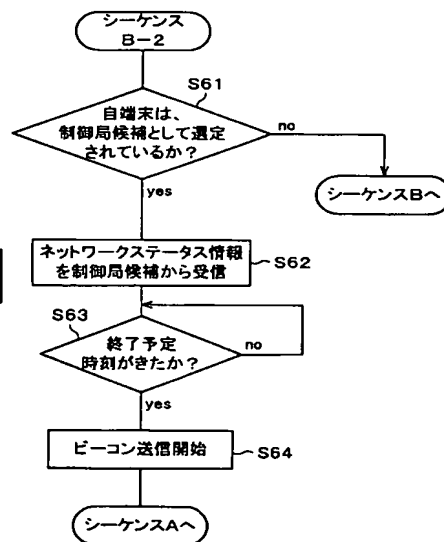 シーケンス
B-2
S61
自端末は、
制御局候補として選定
されているか?
no
yes
シーケンスBへ
ネットワークステータス情報
を制御局候補から受信
S62
S63
終了予定
時刻がきたか?
no
yes
ビーコン送信開始
S64
シーケンスAへ